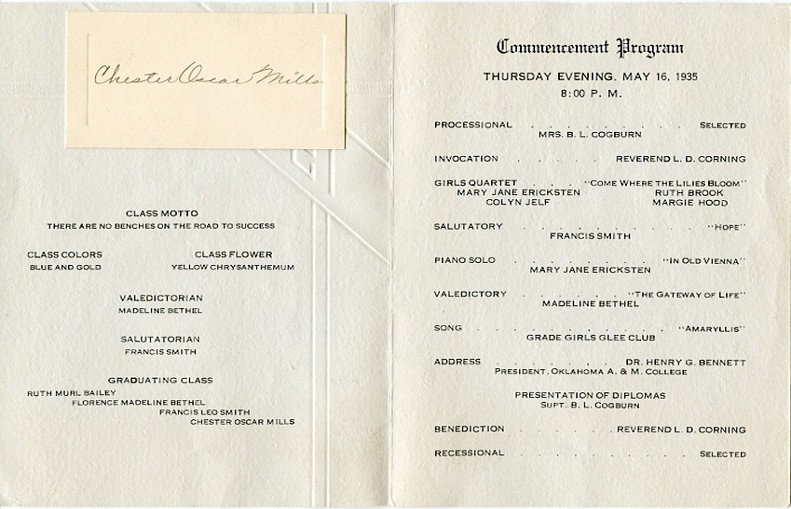 Chester Oscar Mills
CLASS MOTTO
THERE ARE NO BENCHES ON THE ROAD TO SUCCESS
CLASS COLORS CLASS FLOWER
BLUE AND GOLD YELLOW CHRYSANTHEMUM
VALEDICTORIAN
MADELINE BETHEL
SALUTATORIAN
FRANCIS SMITH
GRADUATING CLASS
RUTH MURL BAILEY
FLORENCE MADELINE BETHEL
FRANCIS LEO SMITH
CHESTER OSCAR MILLS
Commencement Program
THURSDAY EVENING, MAY 16, 1935
8:00 P. M.
PROCESSIONAL . . . . . . . . . SELECTED
MRS. B. L. COGBURN
INVOCATION . . . . . REVEREND L. D. CORNING
GIRLS QUARTET . . . "COME WHERE THE LILIES BLOOM"
MARY JANE ERICKSTEN RUTH BROOK
COLYN JELF MARGIE HOOD
SALUTATORY . . . . . . . . . "HOPE"
FRANCIS SMITH
PIANO SOLO . . . . . . . "IN OLD VIENNA"
MARY JANE ERICKSTEN
VALEDICTORY . . . . . . "THE GATEWAY OF LIFE"
MADELINE BETHEL
SONG . . . . . . . . . "AMARYLLIS"
GRADE GIRLS GLEE CLUB
ADDRESS . . . . . . . DR. HENRY G. BENNETT
PRESIDENT, OKLAHOMA A. & M. COLLEGE
PRESENTATION OF DIPLOMAS
SUPT. B. L. COGBURN
BENEDICTION . . . . . REVEREND L. D. CORNING
RECESSIONAL . . . . . . . . . SELECTED